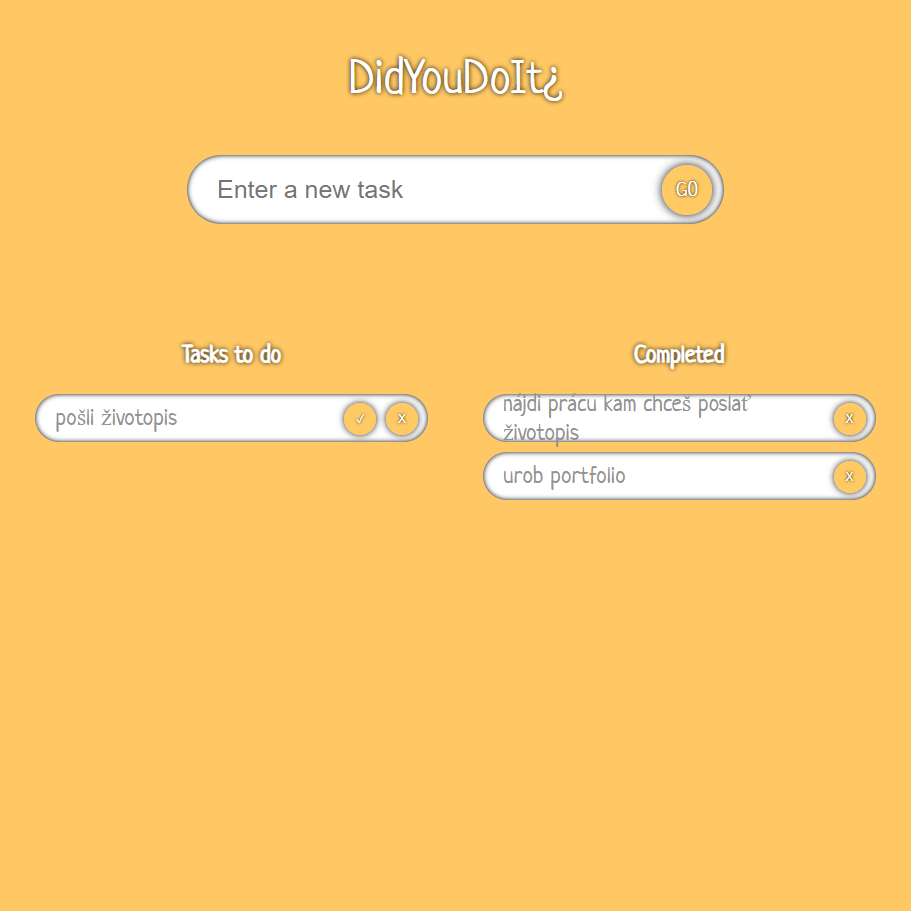 DidYouDoIt¿
Enter a new task
GO
Tasks to do
pošli životopis
✓ x
Completed
nájdi prácu kam chceš poslať
životopis
x
urob portfolio
x